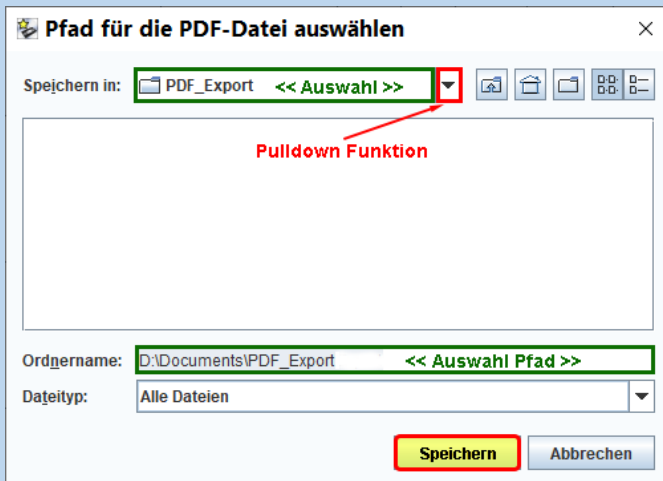 Pfad für die PDF-Datei auswählen
Speichern in: PDF_Export << Auswahl >>
Pulldown Funktion
Ordnername: D:\Documents\PDF_Export << Auswahl Pfad >>
Dateityp: Alle Dateien
Speichern Abbrechen